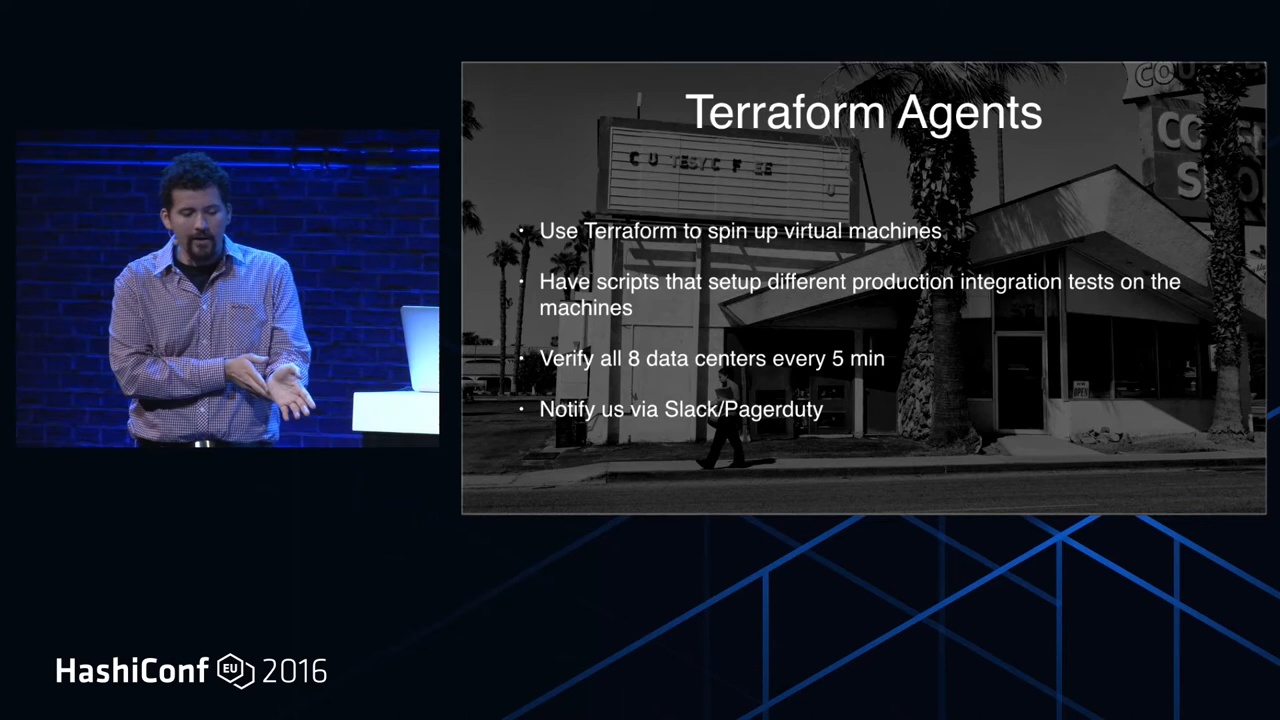 Terraform Agents
• Use Terraform to spin up virtual machines
• Have scripts that setup different production integration tests on the
machines
• Verify all 8 data centers every 5 min
• Notify us via Slack/Pagerduty
HashiConf EU 2016